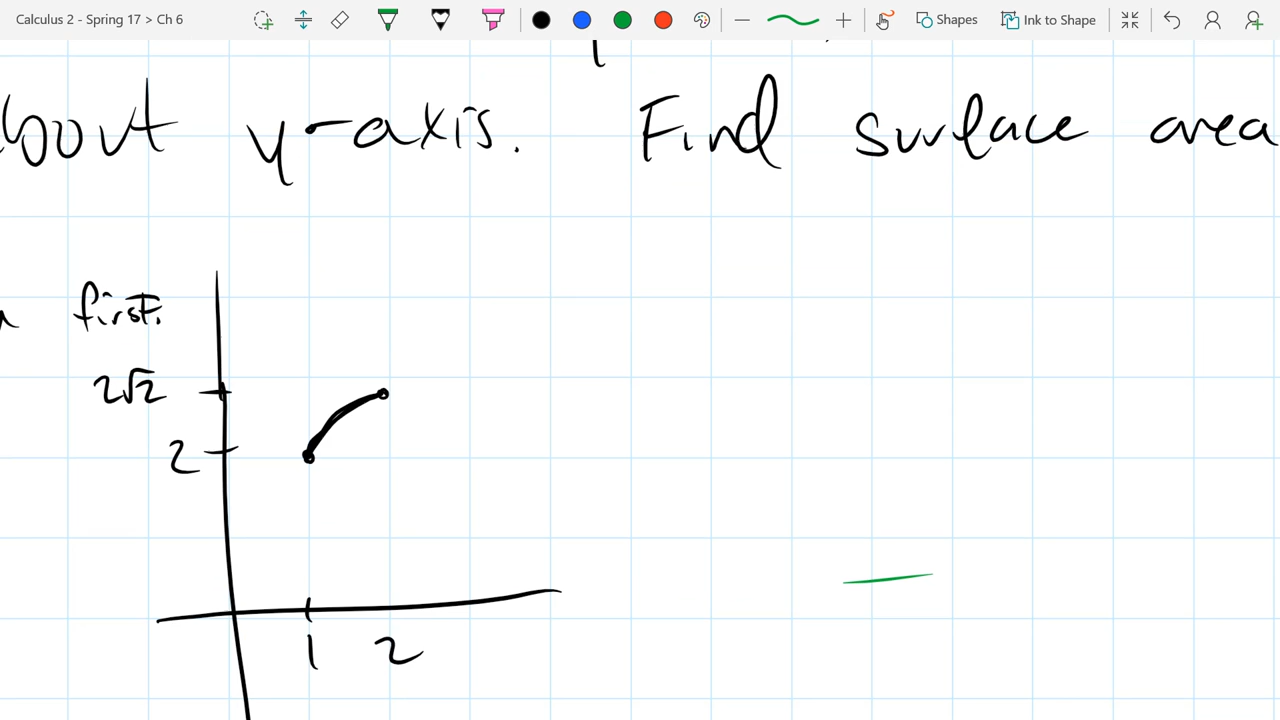 Calculus 2 - Spring 17 > Ch 6
Shapes
Ink to Shape
bout y-axis. Find surface area
first.
2√2
2
1 2